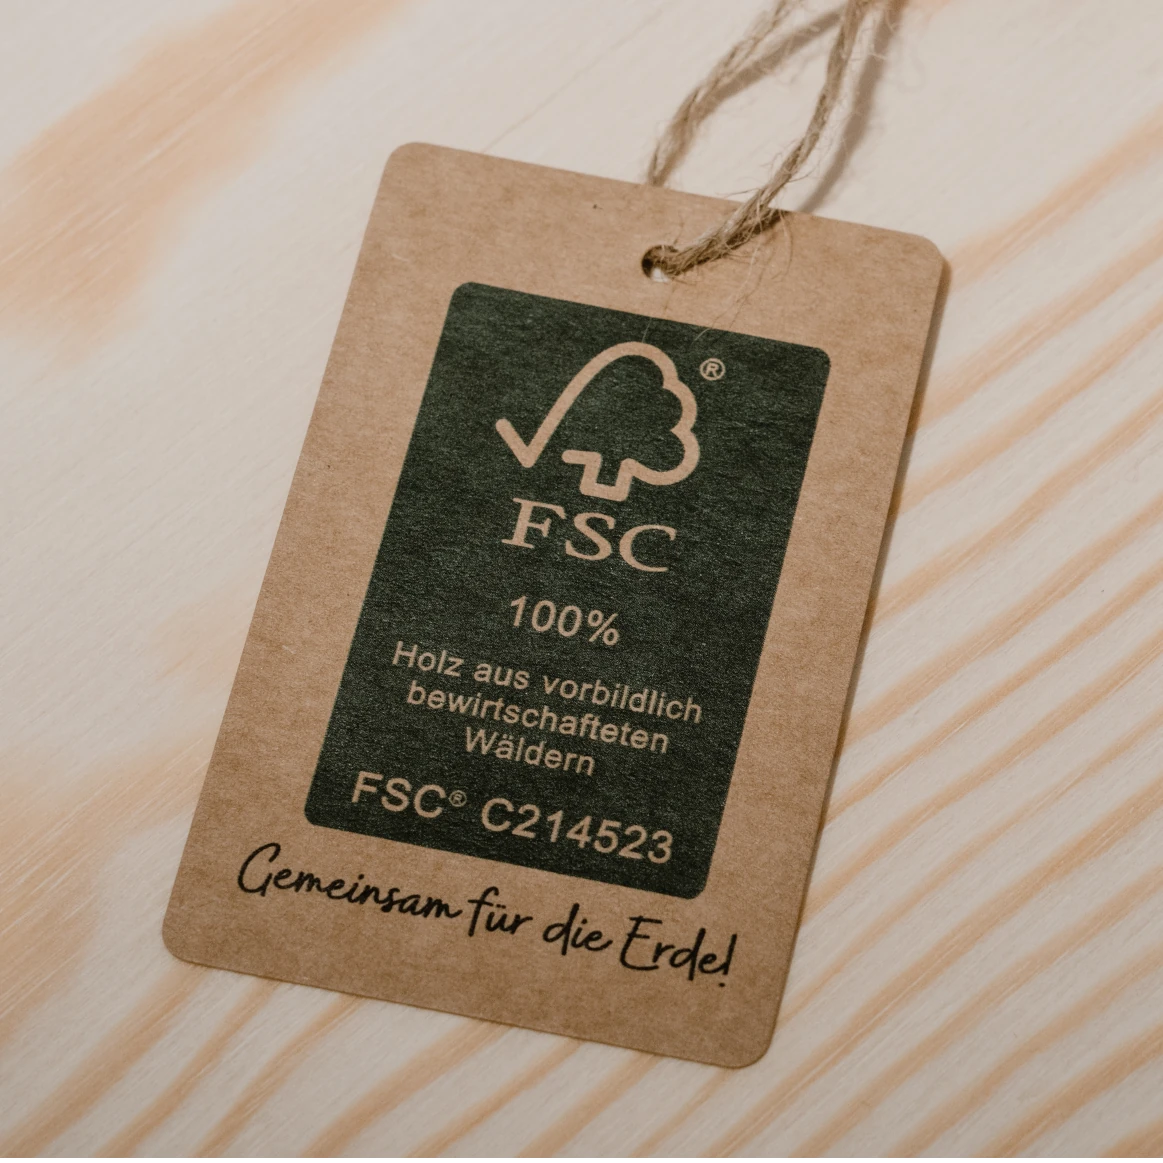 ®
FSC
100%
Holz aus vorbildlich
bewirtschafteten
Wäldern
FSC® C214523
Gemeinsam für die Erde!